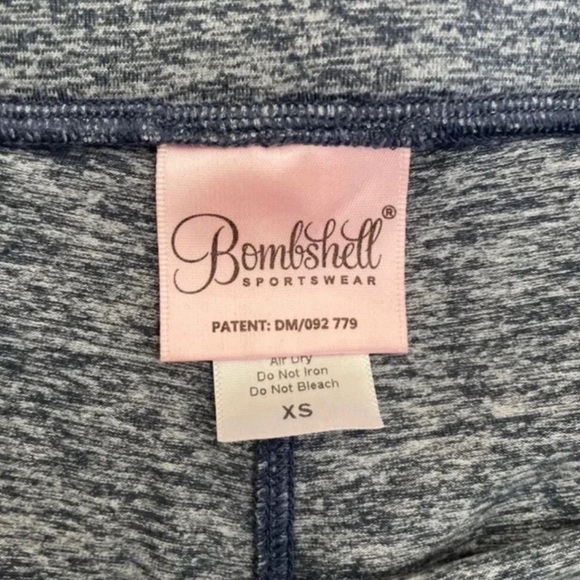 Bombshell®
SPORTSWEAR
PATENT: DM/092 779
Air Dry
Do Not Iron
Do Not Bleach
XS